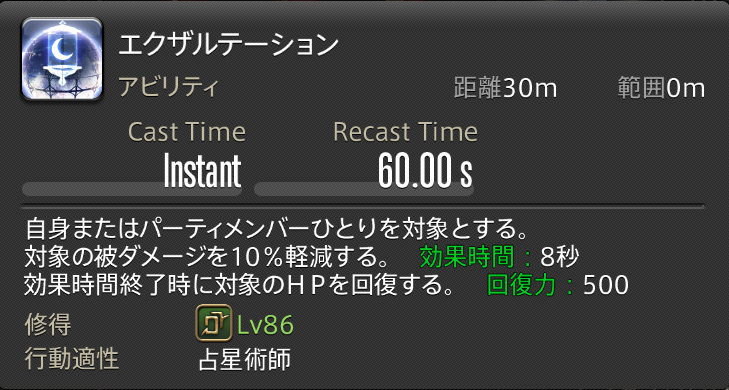 エクザルテーション
アビリティ 距離30m 範囲0m
Cast Time Recast Time
Instant 60.00 s
自身またはパーティメンバーひとりを対象とする。
対象の被ダメージを10%軽減する。 効果時間：8秒
効果時間終了時に対象のＨＰを回復する。 回復力：500
修得 Lv86
行動適性 占星術師